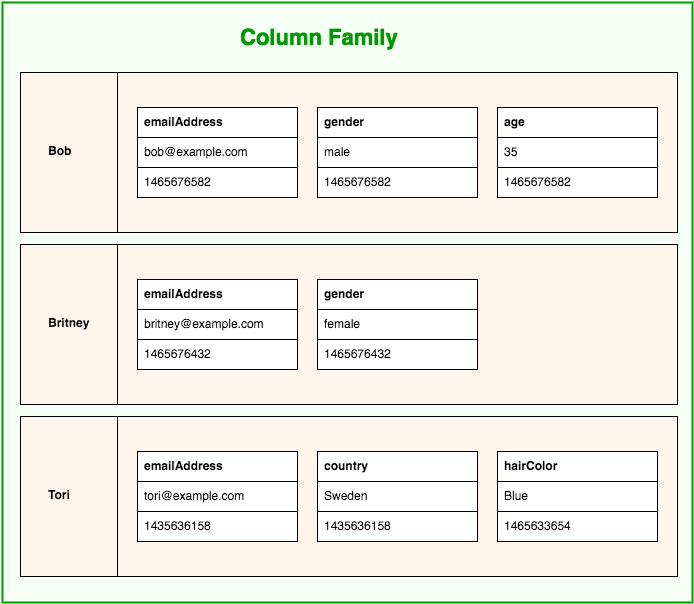 Column Family
Bob
emailAddress gender age
bob@example.com male 35
1465676582 1465676582 1465676582
Britney
emailAddress gender
britney@example.com female
1465676432 1465676432
Tori
emailAddress country hairColor
tori@example.com Sweden Blue
1435636158 1435636158 1465633654